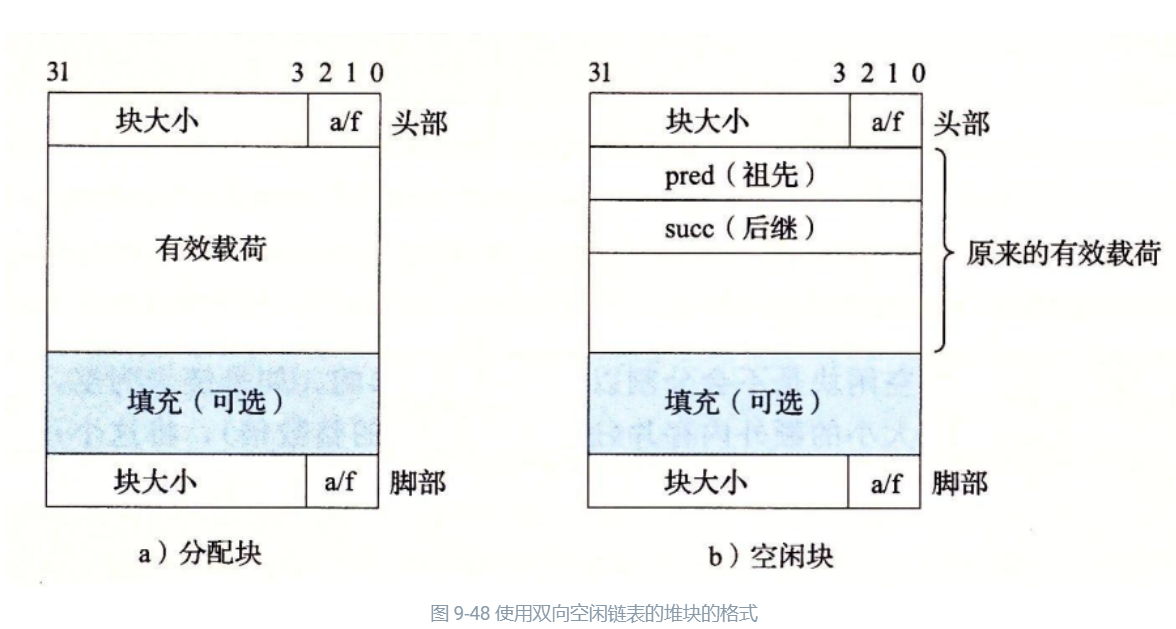 31 3 2 1 0
块大小 a/f 头部
有效载荷
填充（可选）
块大小 a/f 脚部
a）分配块
31 3 2 1 0
块大小 a/f 头部
pred（祖先）
succ（后继）
原来的有效载荷
填充（可选）
块大小 a/f 脚部
b）空闲块
图 9-48 使用双向空闲链表的堆块的格式